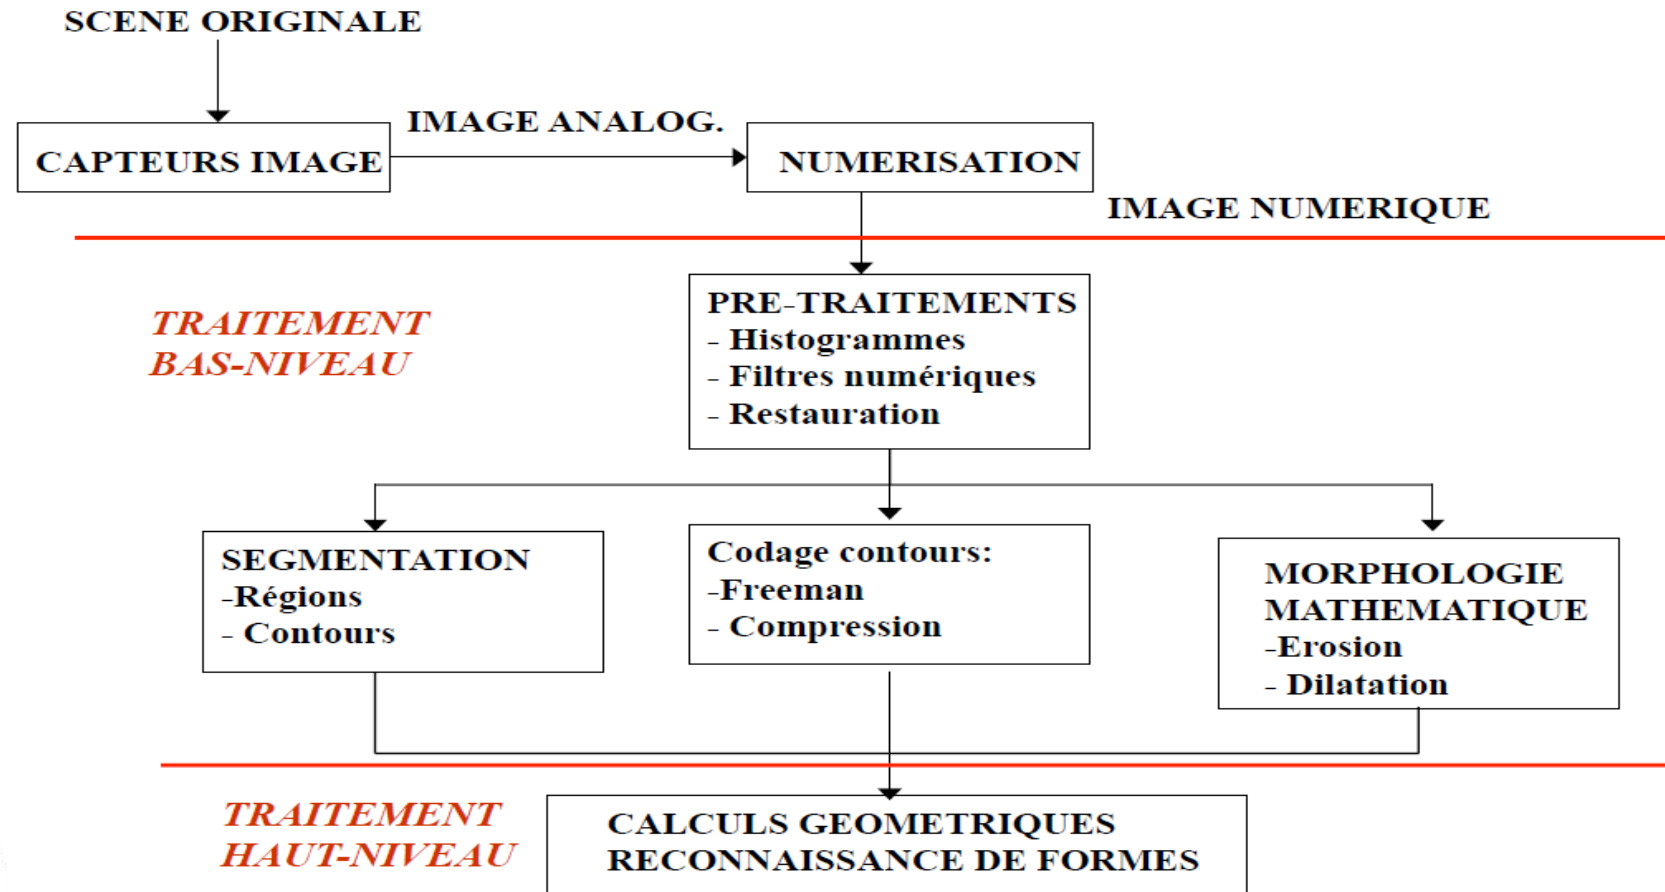 SCENE ORIGINALE
IMAGE ANALOG.
CAPTEURS IMAGE
NUMERISATION
IMAGE NUMERIQUE
TRAITEMENT
BAS-NIVEAU
PRE-TRAITEMENTS
- Histogrammes
- Filtres numériques
- Restauration
SEGMENTATION
-Régions
- Contours
Codage contours:
-Freeman
- Compression
MORPHOLOGIE
MATHEMATIQUE
-Erosion
- Dilatation
TRAITEMENT
HAUT-NIVEAU
CALCULS GEOMETRIQUES
RECONNAISSANCE DE FORMES